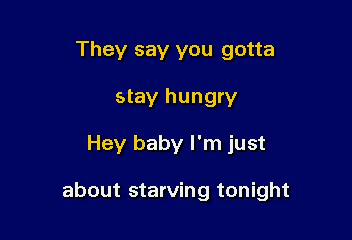 They say you gotta
stay hungry
Hey baby I'm just
about starving tonight